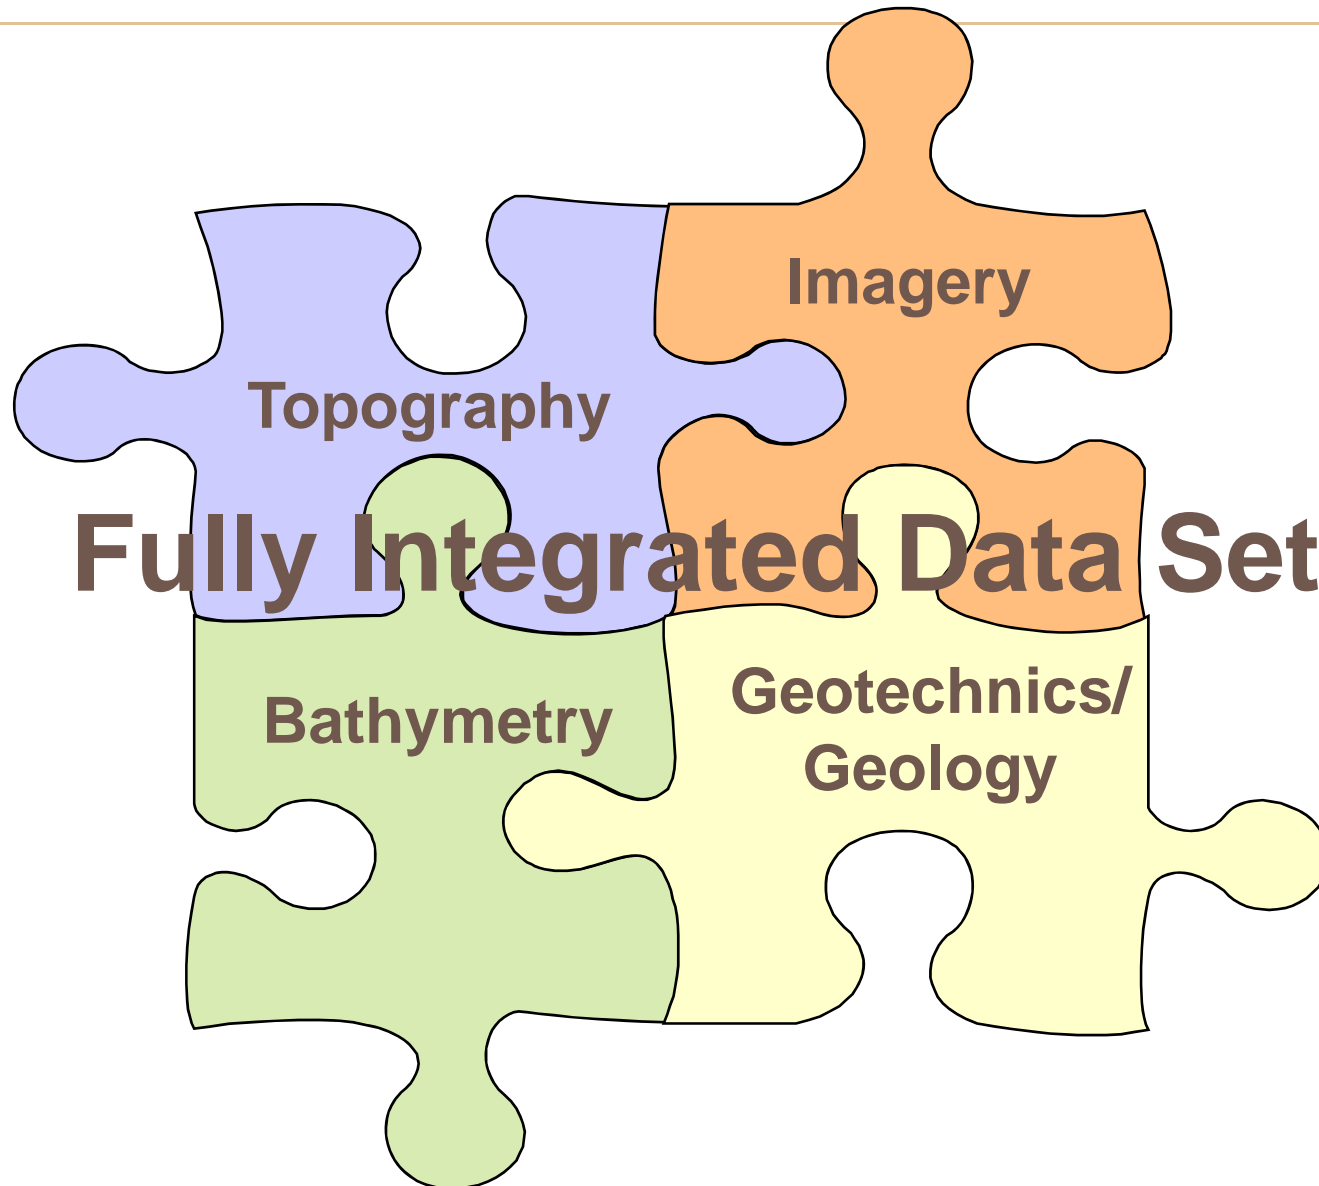 Imagery
Topography
Fully Integrated Data Set
Geotechnics/
Geology
Bathymetry